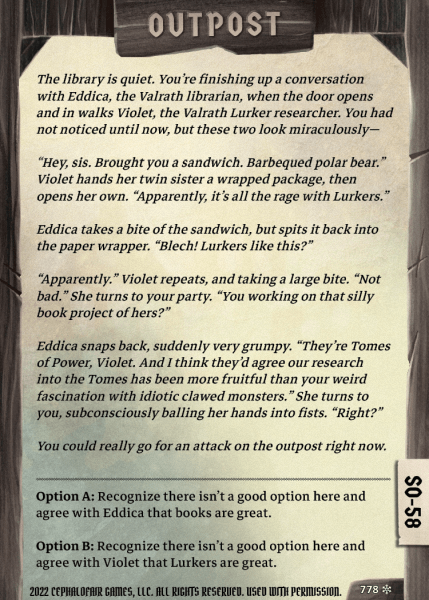 OUTPOST
The library is quiet. You’re finishing up a conversation
with Eddica, the Valrath librarian, when the door opens
and in walks Violet, the Valrath Lurker researcher. You had
not noticed until now, but these two look miraculously—
“Hey, sis. Brought you a sandwich. Barbequed polar bear.”
Violet hands her twin sister a wrapped package, then
opens her own. “Apparently, it’s all the rage with Lurkers.”
Eddica takes a bite of the sandwich, but spits it back into
the paper wrapper. “Blech! Lurkers like this?”
“Apparently.” Violet repeats, and taking a large bite. “Not
bad.” She turns to your party. “You working on that silly
book project of hers?”
Eddica snaps back, suddenly very grumpy. “They’re Tomes
of Power, Violet. And I think they’d agree our research
into the Tomes has been more fruitful than your weird
fascination with idiotic clawed monsters.” She turns to
you, subconsciously balling her hands into fists. “Right?”
You could really go for an attack on the outpost right now.
Option A: Recognize there isn’t a good option here and
agree with Eddica that books are great.
Option B: Recognize there isn’t a good option here and
agree with Violet that Lurkers are great.
SO-58
2022 CEPHALOFAIR GAMES, LLC. ALL RIGHTS RESERVED. USED WITH PERMISSION.
778